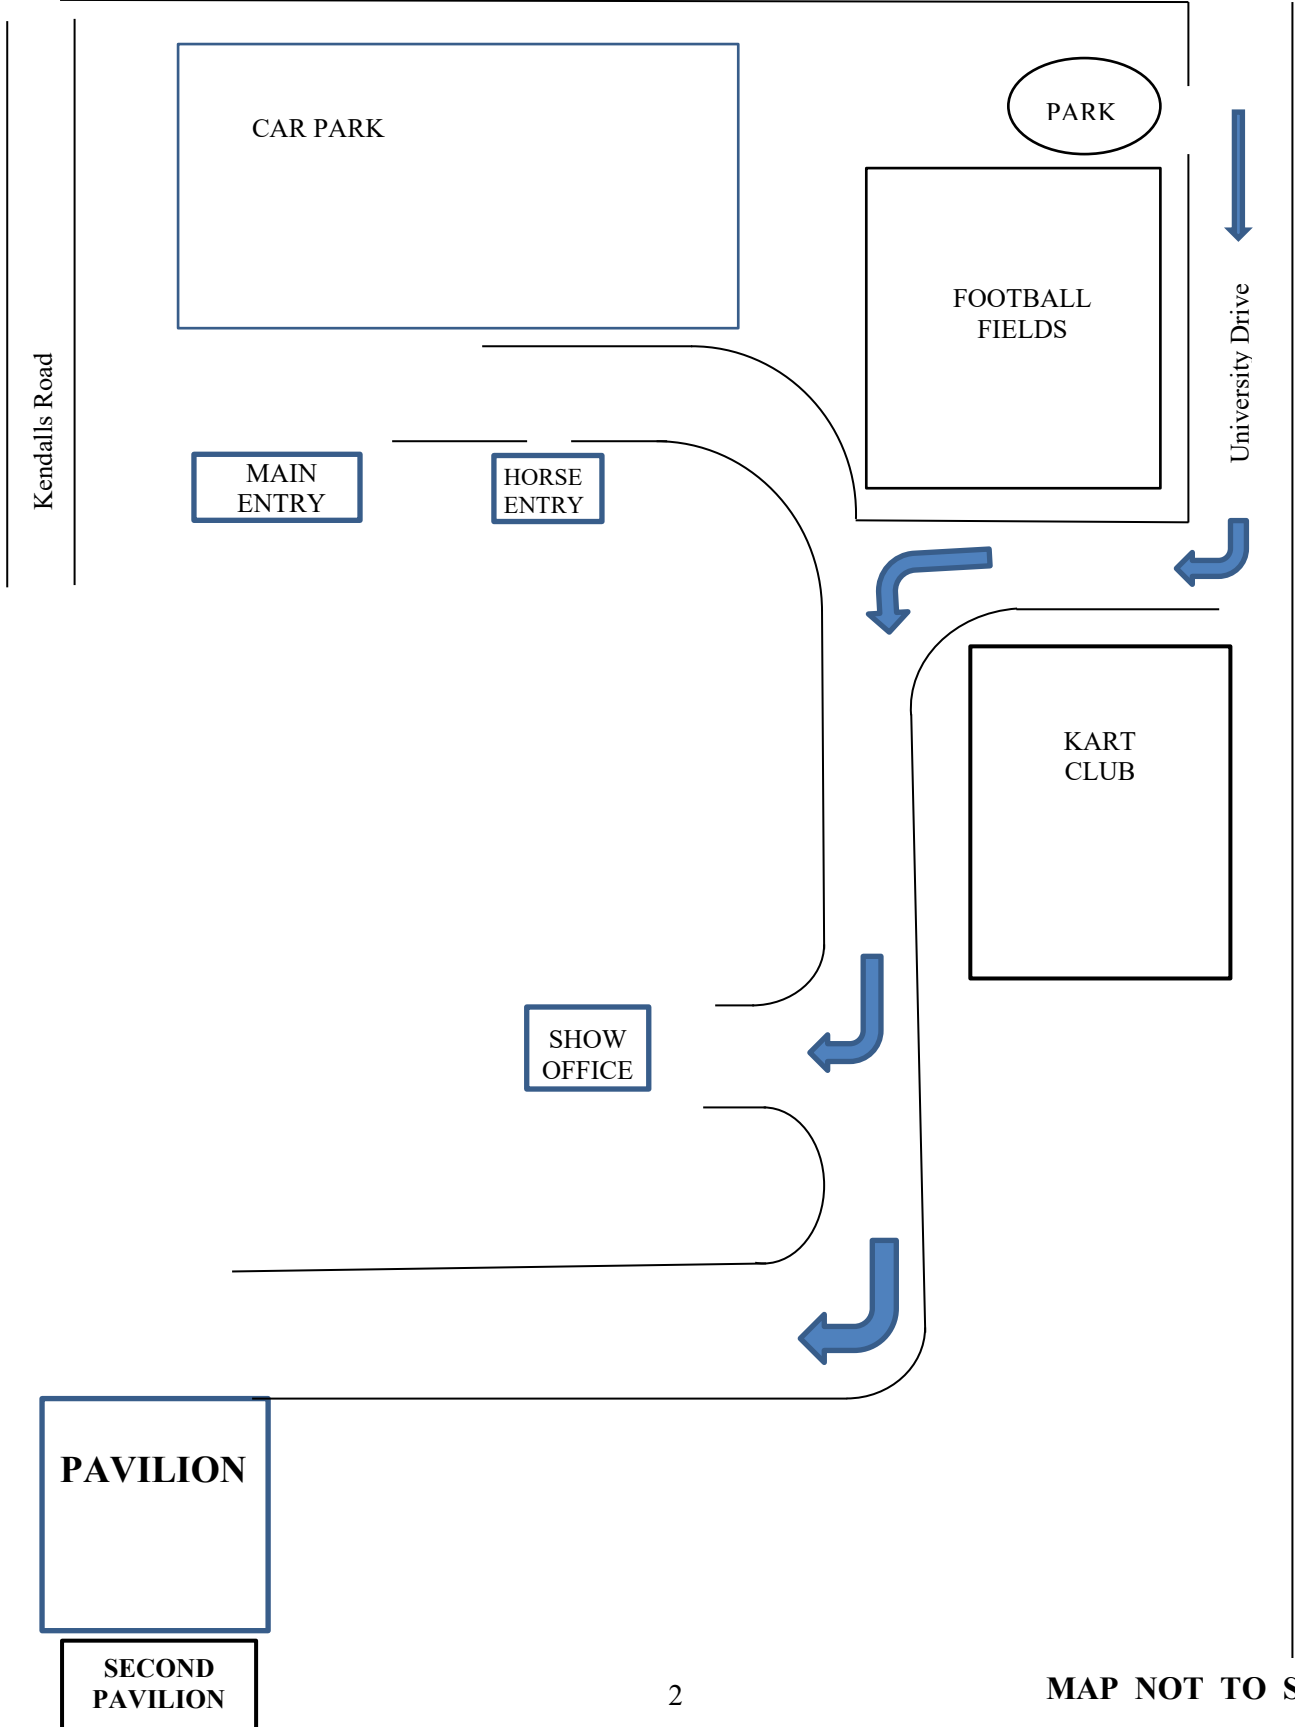 CAR PARK
PARK
FOOTBALL
FIELDS
University Drive
Kendalls Road
MAIN
ENTRY
HORSE
ENTRY
KART
CLUB
SHOW
OFFICE
PAVILION
SECOND
PAVILION
2
MAP NOT TO S